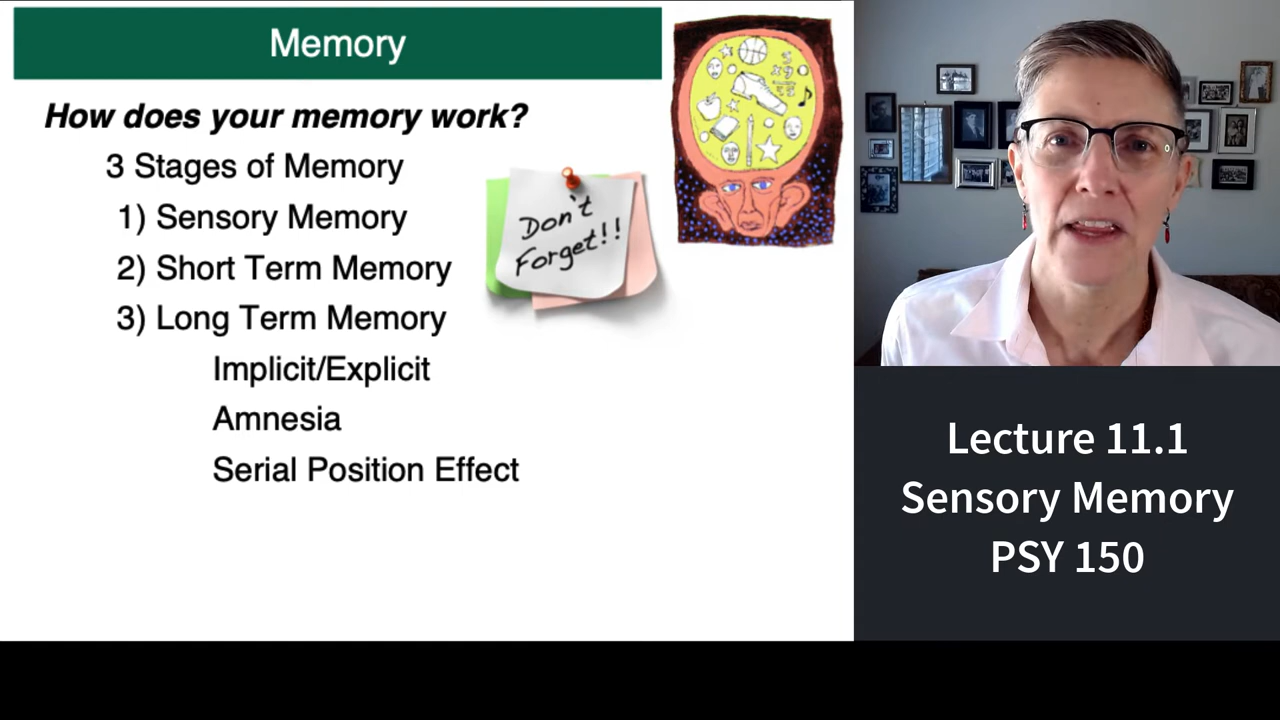 Memory
How does your memory work?
3 Stages of Memory
1) Sensory Memory
2) Short Term Memory
3) Long Term Memory
Implicit/Explicit
Amnesia
Serial Position Effect
Don't
Forget!!
Lecture 11.1
Sensory Memory
PSY 150